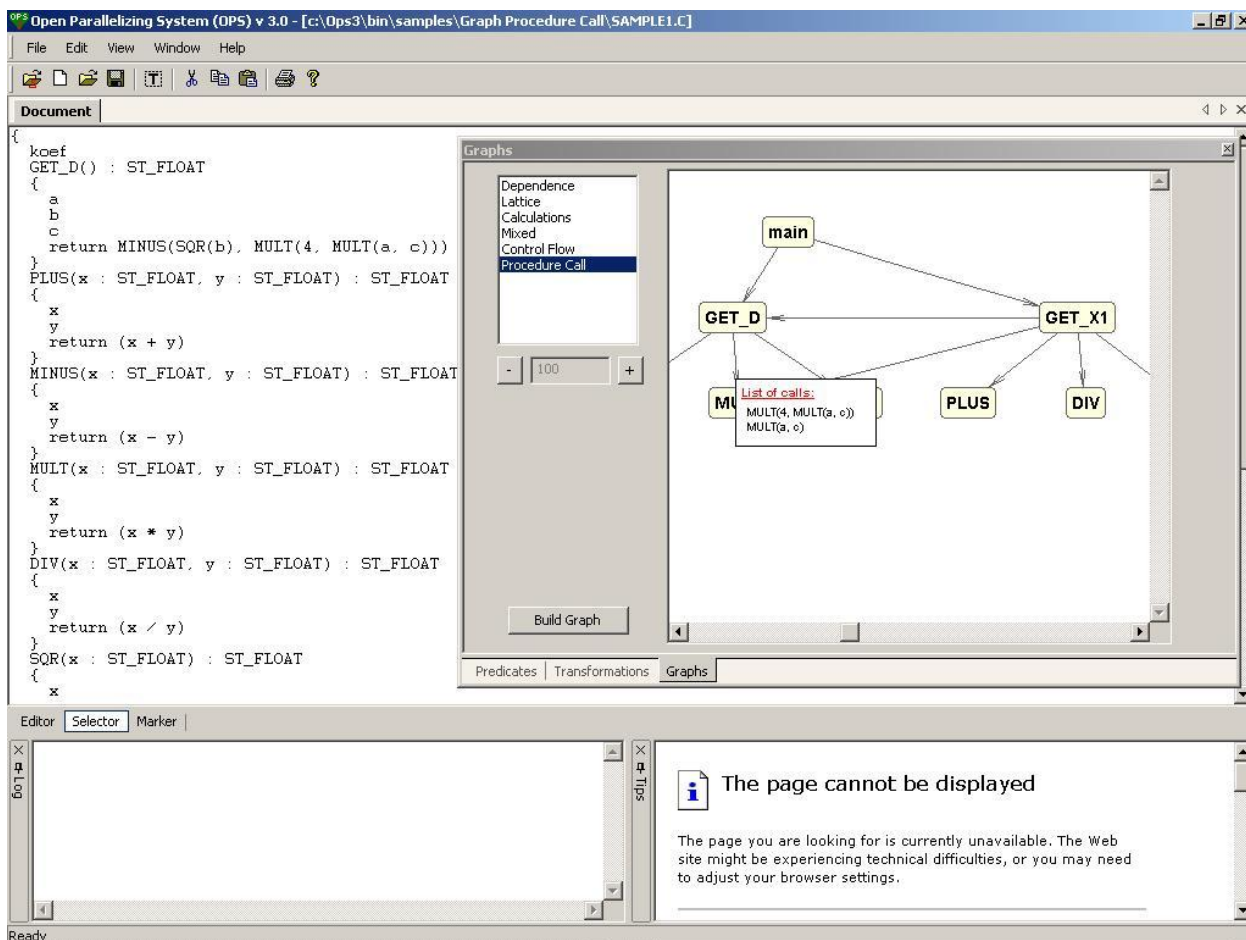 OPS Open Parallelizing System (OPS) v 3.0 - [c:\Ops3\bin\samples\Graph Procedure Call\SAMPLE1.C]
File Edit View Window Help
Document
{
koef
GET_D() : ST_FLOAT
{
a
b
c
return MINUS(SQR(b), MULT(4, MULT(a, c)))
}
PLUS(x : ST_FLOAT, y : ST_FLOAT) : ST_FLOAT
{
x
y
return (x + y)
}
MINUS(x : ST_FLOAT, y : ST_FLOAT) : ST_FLOAT
{
x
y
return (x - y)
}
MULT(x : ST_FLOAT, y : ST_FLOAT) : ST_FLOAT
{
x
y
return (x * y)
}
DIV(x : ST_FLOAT, y : ST_FLOAT) : ST_FLOAT
{
x
y
return (x / y)
}
SQR(x : ST_FLOAT) : ST_FLOAT
{
x
Graphs
Dependence
Lattice
Calculations
Mixed
Control Flow
Procedure Call
- 100 +
Build Graph
main
GET_D
GET_X1
MU
PLUS
DIV
List of calls:
MULT(4, MULT(a, c))
MULT(a, c)
Predicates Transformations Graphs
Editor Selector Marker
Log
Tips
The page cannot be displayed
The page you are looking for is currently unavailable. The Web
site might be experiencing technical difficulties, or you may need
to adjust your browser settings.
Ready